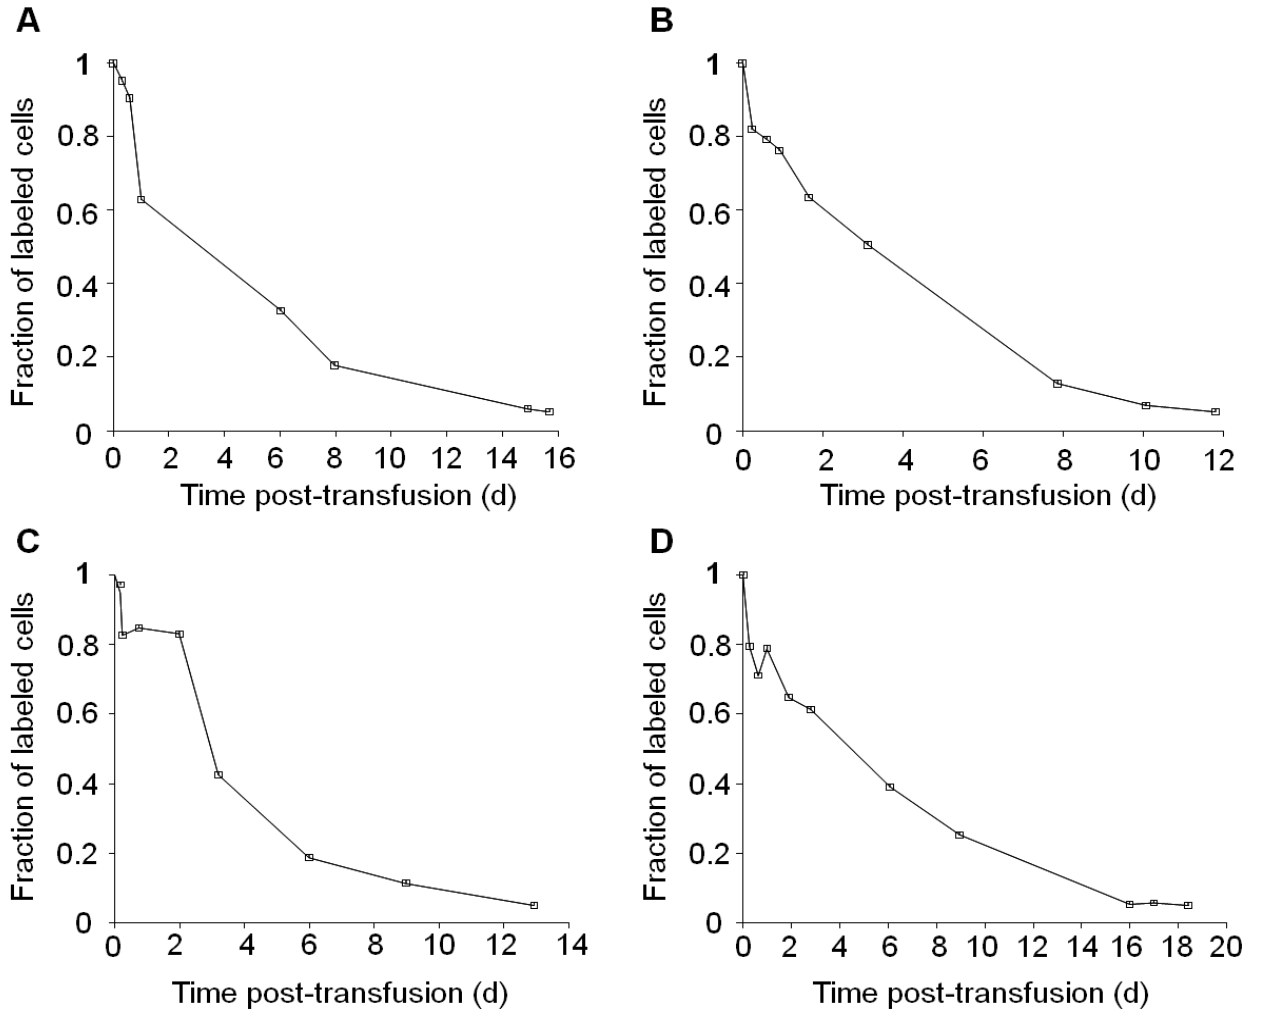 A
Fraction of labeled cells
1
0.8
0.6
0.4
0.2
0
0 2 4 6 8 10 12 14 16
Time post-transfusion (d)
B
Fraction of labeled cells
1
0.8
0.6
0.4
0.2
0
0 2 4 6 8 10 12
Time post-transfusion (d)
C
Fraction of labeled cells
1
0.8
0.6
0.4
0.2
0
0 2 4 6 8 10 12 14
Time post-transfusion (d)
D
Fraction of labeled cells
1
0.8
0.6
0.4
0.2
0
0 2 4 6 8 10 12 14 16 18 20
Time post-transfusion (d)